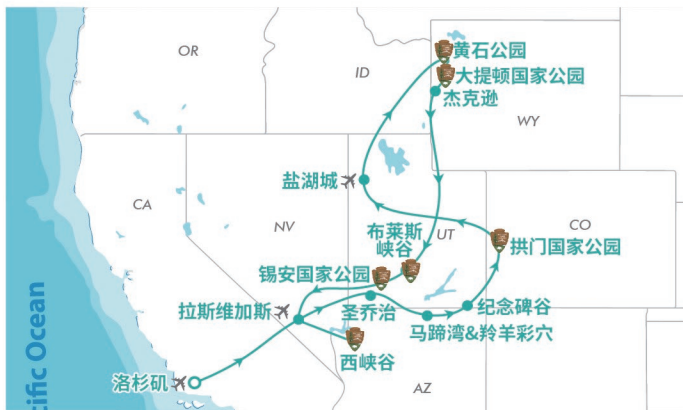 黄石公园
OR
ID
大提顿国家公园
杰克逊
WY
盐湖城
CA
NV
布莱斯
峡谷
UT
CO
拱门国家公园
锡安国家公园
拉斯维加斯
圣乔治
纪念碑谷
马蹄湾&羚羊彩穴
西峡谷
洛杉矶
AZ
cific Ocean